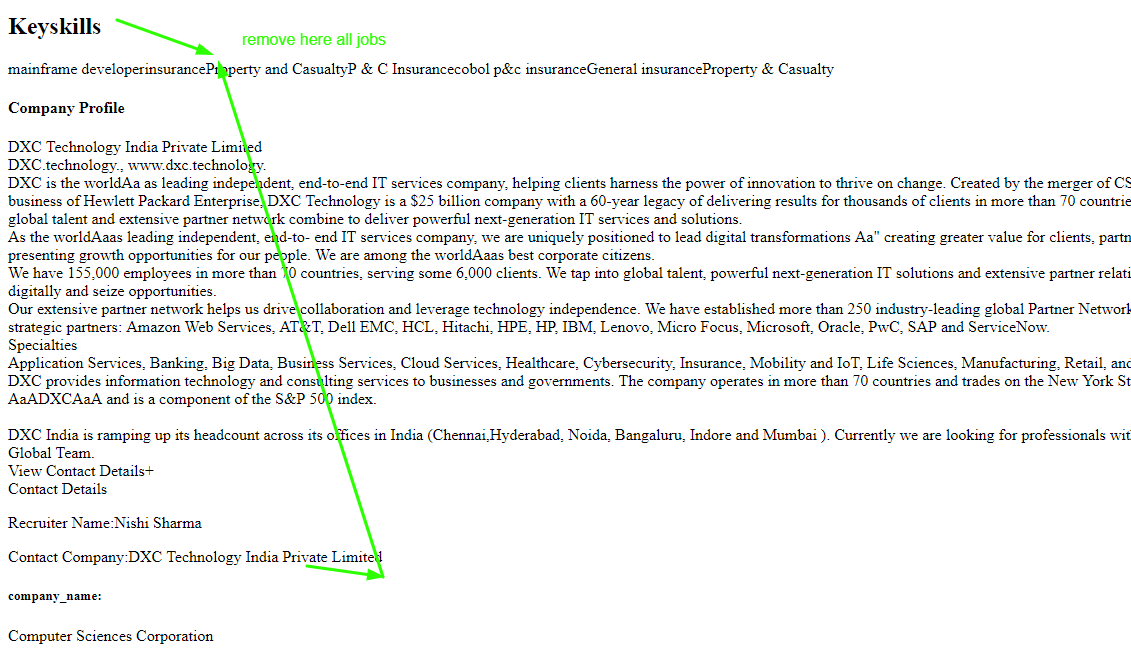 Keyskills
remove here all jobs
mainframe developerinsuranceProperty and CasualtyP & C Insurancecobol p&c insuranceGeneral insuranceProperty & Casualty
Company Profile
DXC Technology India Private Limited
DXC.technology., www.dxc.technology.
DXC is the worldAa as leading independent, end-to-end IT services company, helping clients harness the power of innovation to thrive on change. Created by the merger of CS
business of Hewlett Packard Enterprise, DXC Technology is a $25 billion company with a 60-year legacy of delivering results for thousands of clients in more than 70 countrie
global talent and extensive partner network combine to deliver powerful next-generation IT services and solutions.
As the worldAaas leading independent, end-to- end IT services company, we are uniquely positioned to lead digital transformations Aa" creating greater value for clients, partn
presenting growth opportunities for our people. We are among the worldAaas best corporate citizens.
We have 155,000 employees in more than 70 countries, serving some 6,000 clients. We tap into global talent, powerful next-generation IT solutions and extensive partner relati
digitally and seize opportunities.
Our extensive partner network helps us drive collaboration and leverage technology independence. We have established more than 250 industry-leading global Partner Network
strategic partners: Amazon Web Services, AT&T, Dell EMC, HCL, Hitachi, HPE, HP, IBM, Lenovo, Micro Focus, Microsoft, Oracle, PwC, SAP and ServiceNow.
Specialties
Application Services, Banking, Big Data, Business Services, Cloud Services, Healthcare, Cybersecurity, Insurance, Mobility and IoT, Life Sciences, Manufacturing, Retail, and
DXC provides information technology and consulting services to businesses and governments. The company operates in more than 70 countries and trades on the New York St
AaADXCAaA and is a component of the S&P 500 index.
DXC India is ramping up its headcount across its offices in India (Chennai,Hyderabad, Noida, Bangaluru, Indore and Mumbai ). Currently we are looking for professionals wit
Global Team.
View Contact Details+
Contact Details
Recruiter Name:Nishi Sharma
Contact Company:DXC Technology India Private Limited
company_name:
Computer Sciences Corporation